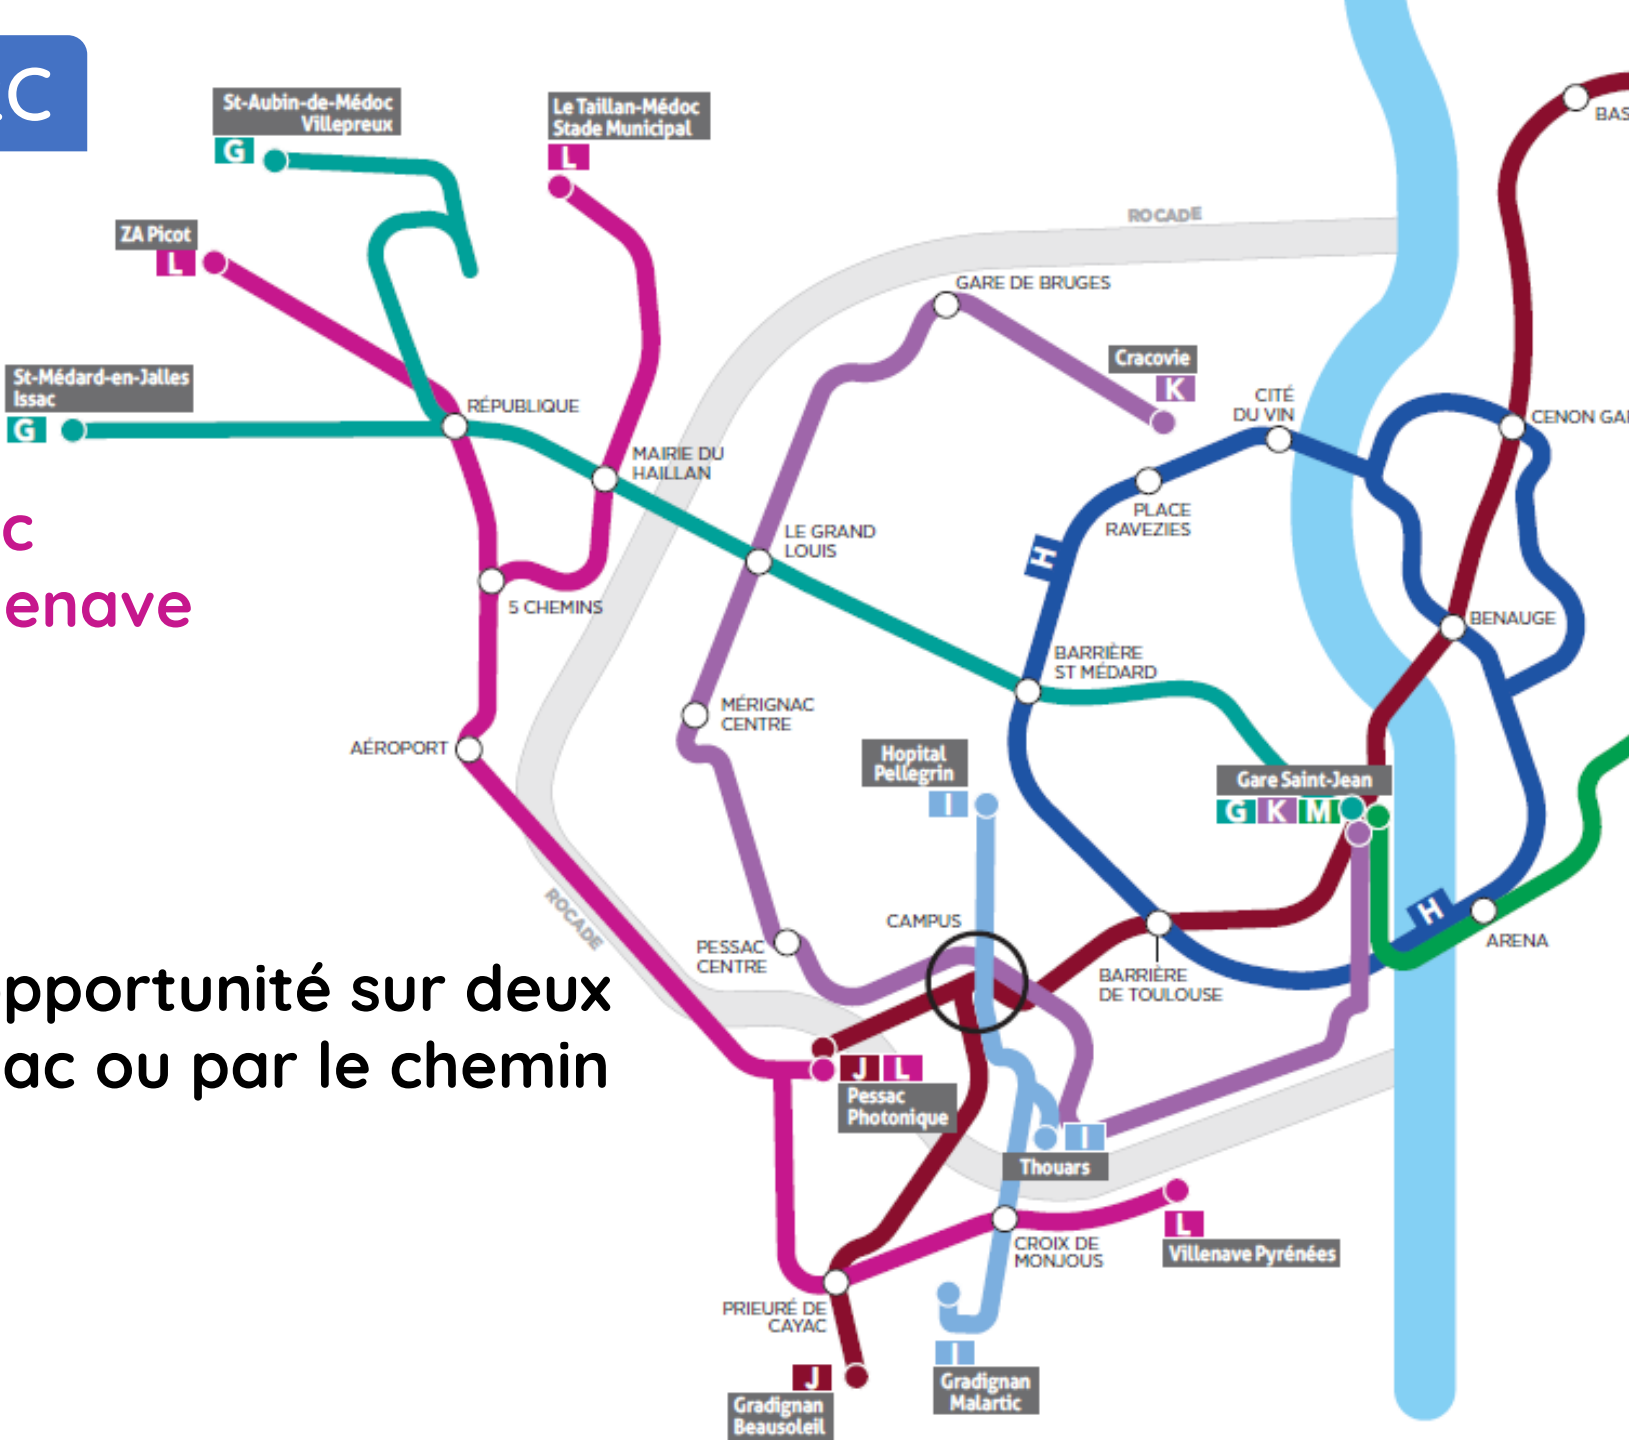 C
St-Aubin-de-Médoc
Villepreux
G
Le Taillan-Médoc
Stade Municipal
L
BAS
ZA Picot
L
ROCADE
GARE DE BRUGES
St-Médard-en-Jalles
Issac
G
RÉPUBLIQUE
Cracovie
K
CITÉ
DU VIN
CENON GA
MAIRIE DU
HAILLAN
PLACE
RAVEZIES
c
LE GRAND
LOUIS
H
enave
5 CHEMINS
BENAUGE
BARRIÈRE
ST MÉDARD
MÉRIGNAC
CENTRE
AÉROPORT
Hopital
Pellegrin
I
Gare Saint-Jean
G K M
ROCADE
CAMPUS
PESSAC
CENTRE
H
ARENA
BARRIÈRE
DE TOULOUSE
pportunité sur deux
ac ou par le chemin
J L
Pessac
Photonique
I
Thouars
L
Villenave Pyrénées
CROIX DE
MONJOUS
PRIEURÉ DE
CAYAC
I
Gradignan
Malartic
J
Gradignan
Beausoleil